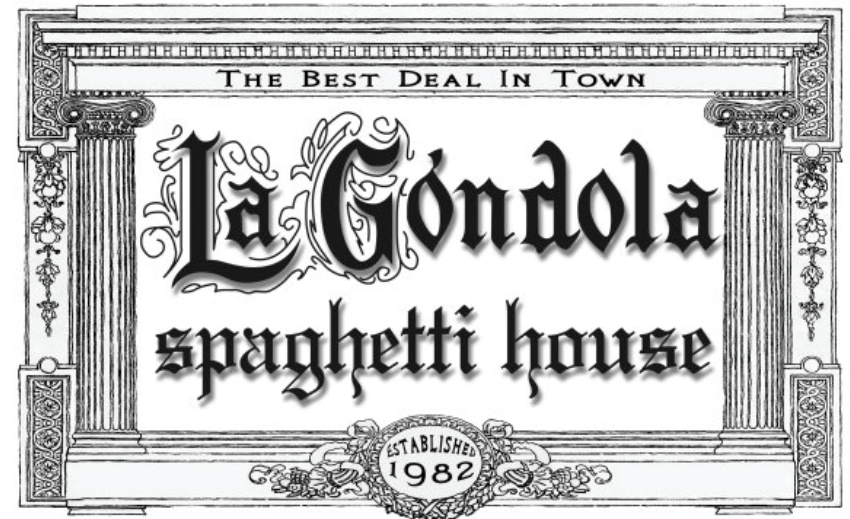 The Best Deal In Town
La Góndola
spaghetti house
ESTABLISHED
1982